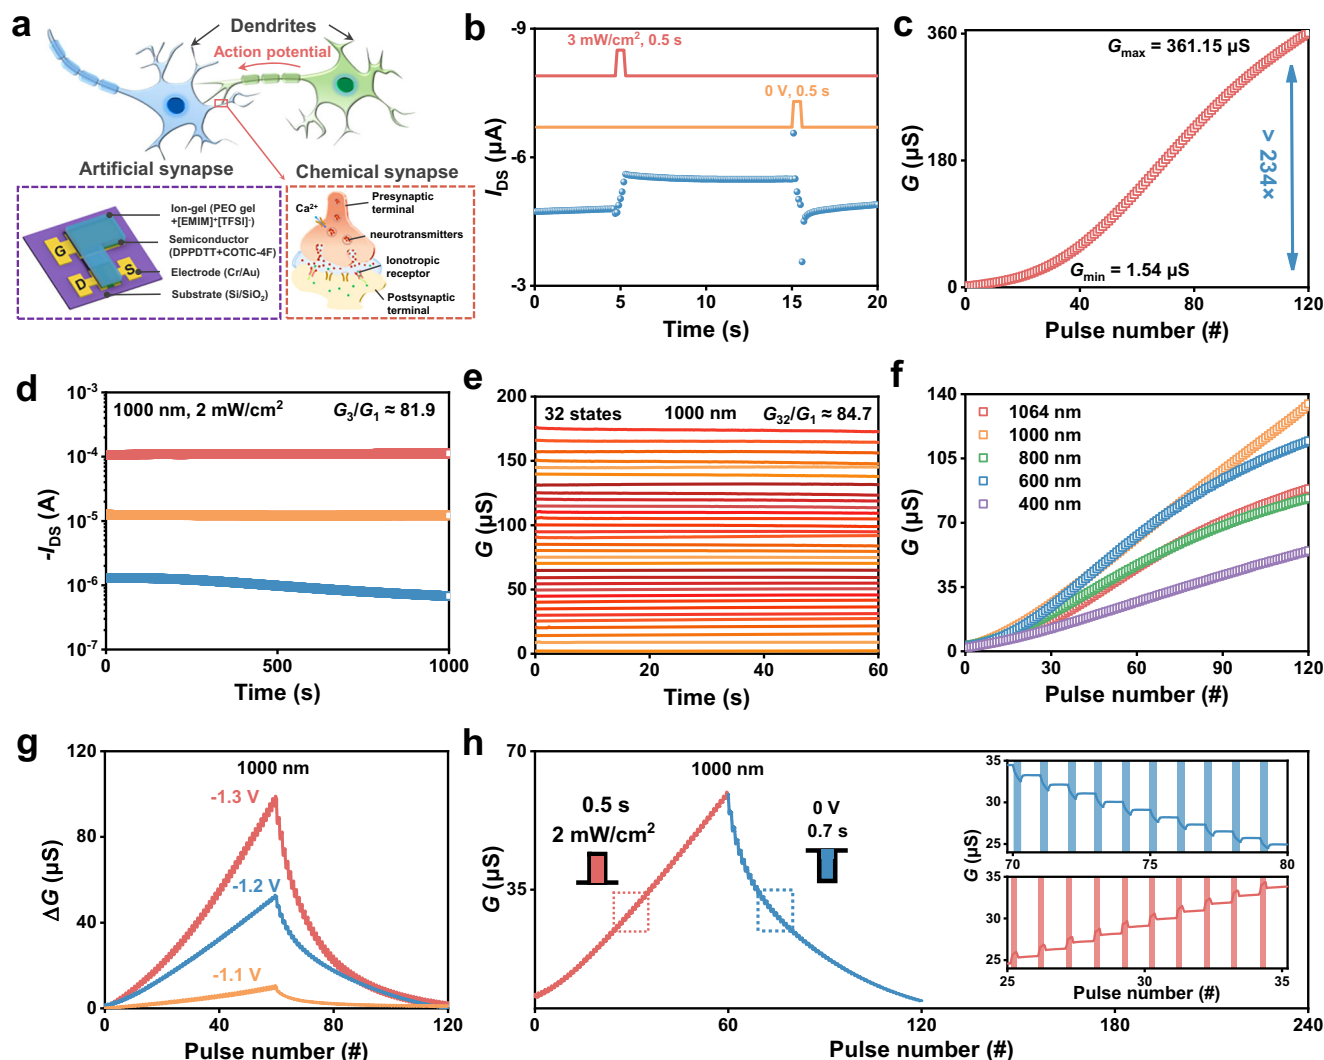 a
Dendrites
Action potential
Artificial synapse
Chemical synapse
Ion-gel (PEO gel
+[EMIM]⁺[TFSI]⁻)
Semiconductor
(DPPDTT+COTIC-4F)
Electrode (Cr/Au)
Substrate (Si/SiO₂)
G
D
S
Ca²⁺
Presynaptic
terminal
neurotransmitters
Ionotropic
receptor
Postsynaptic
terminal
b
-9
-6
-3
I_DS (µA)
3 mW/cm², 0.5 s
0 V, 0.5 s
0 5 10 15 20
Time (s)
c
360
180
0
G (µS)
G_max = 361.15 µS
G_min = 1.54 µS
> 234×
0 40 80 120
Pulse number (#)
d
10⁻³
10⁻⁴
10⁻⁵
10⁻⁶
10⁻⁷
-I_DS (A)
1000 nm, 2 mW/cm² G₃/G₁ ≈ 81.9
0 500 1000
Time (s)
e
200
150
100
50
0
G (µS)
32 states 1000 nm G₃₂/G₁ ≈ 84.7
0 20 40 60
Time (s)
f
140
105
70
35
0
G (µS)
1064 nm
1000 nm
800 nm
600 nm
400 nm
0 30 60 90 120
Pulse number (#)
g
120
80
40
0
ΔG (µS)
1000 nm
-1.3 V
-1.2 V
-1.1 V
0 20 40 60 80 100 120
Pulse number (#)
h
70
35
0
G (µS)
1000 nm
0.5 s
2 mW/cm²
0 V
0.7 s
0 60 120 180 240
Pulse number (#)
35
30
25
70 75 80
G (µS)
35
30
25
25 30 35
Pulse number (#)